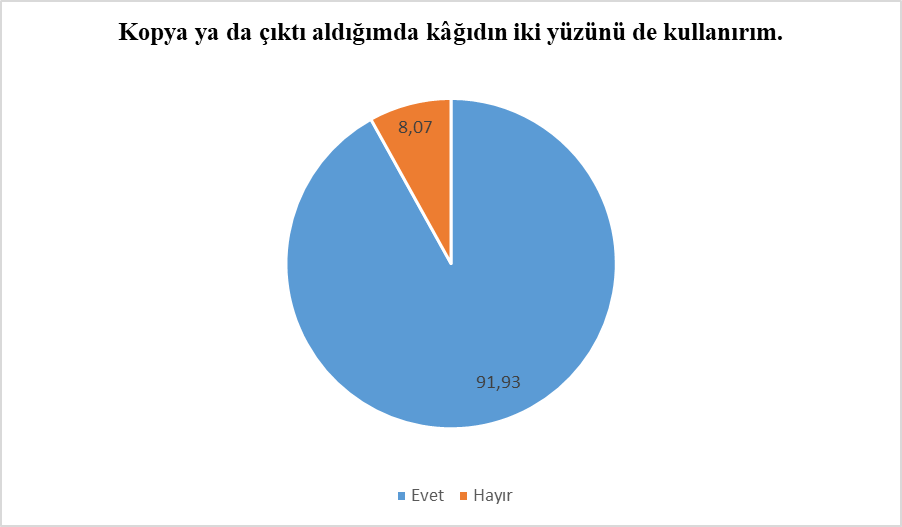 Kopya ya da çıktı aldığımda kâğıdın iki yüzünü de kullanırım.
8,07
91,93
Evet
Hayır